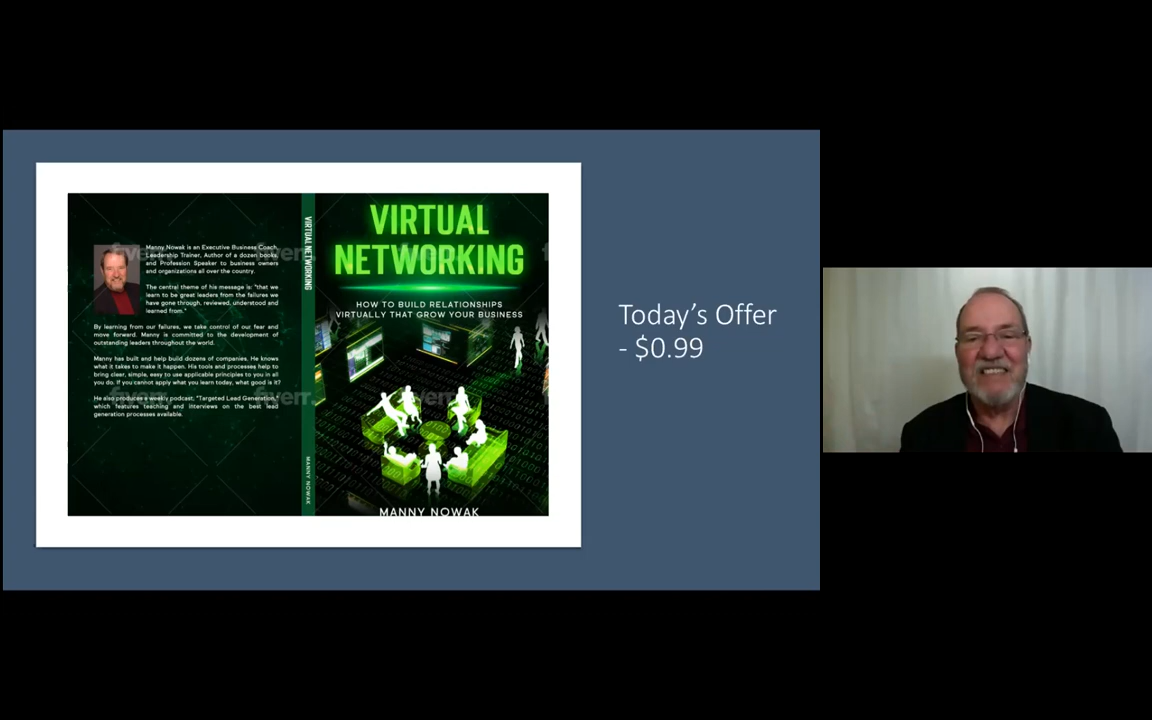 Manny Nowak is an Executive Business Coach,
Leadership Trainer, Author of a dozen books,
and Profession Speaker to business owners
and organizations all over the country.
The central theme of his message is: "that we
learn to be great leaders from the failures we
have gone through, reviewed, understood and
learned from."
By learning from our failures, we take control of our fear and
move forward. Manny is committed to the development of
outstanding leaders throughout the world.
Manny has built and help build dozens of companies. He knows
what it takes to make it happen. His tools and processes help to
bring clear, simple, easy to use applicable principles to you in all
you do. If you cannot apply what you learn today, what good is it?
He also produces a weekly podcast, "Targeted Lead Generation,"
which features teaching and interviews on the best lead
generation processes available.
VIRTUAL NETWORKING
MANNY NOWAK
VIRTUAL
NETWORKING
HOW TO BUILD RELATIONSHIPS
VIRTUALLY THAT GROW YOUR BUSINESS
MANNY NOWAK
Today's Offer
- $0.99